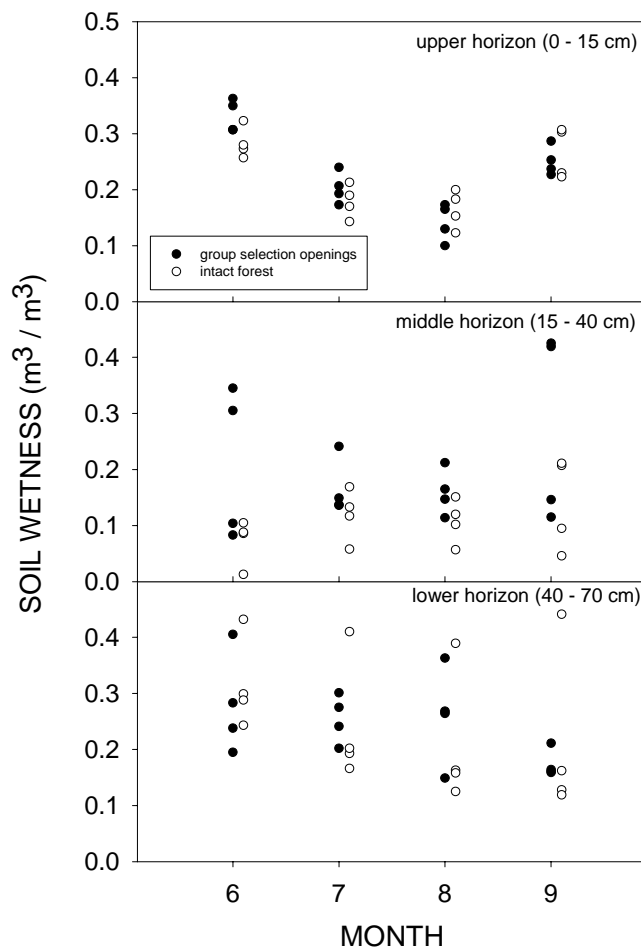 0.5
upper horizon (0 - 15 cm)
0.4
0.3
0.2
0.1
group selection openings
intact forest
0.0
middle horizon (15 - 40 cm)
0.4
0.3
0.2
0.1
0.0
lower horizon (40 - 70 cm)
0.4
0.3
0.2
0.1
0.0
SOIL WETNESS (m³ / m³)
6 7 8 9
MONTH